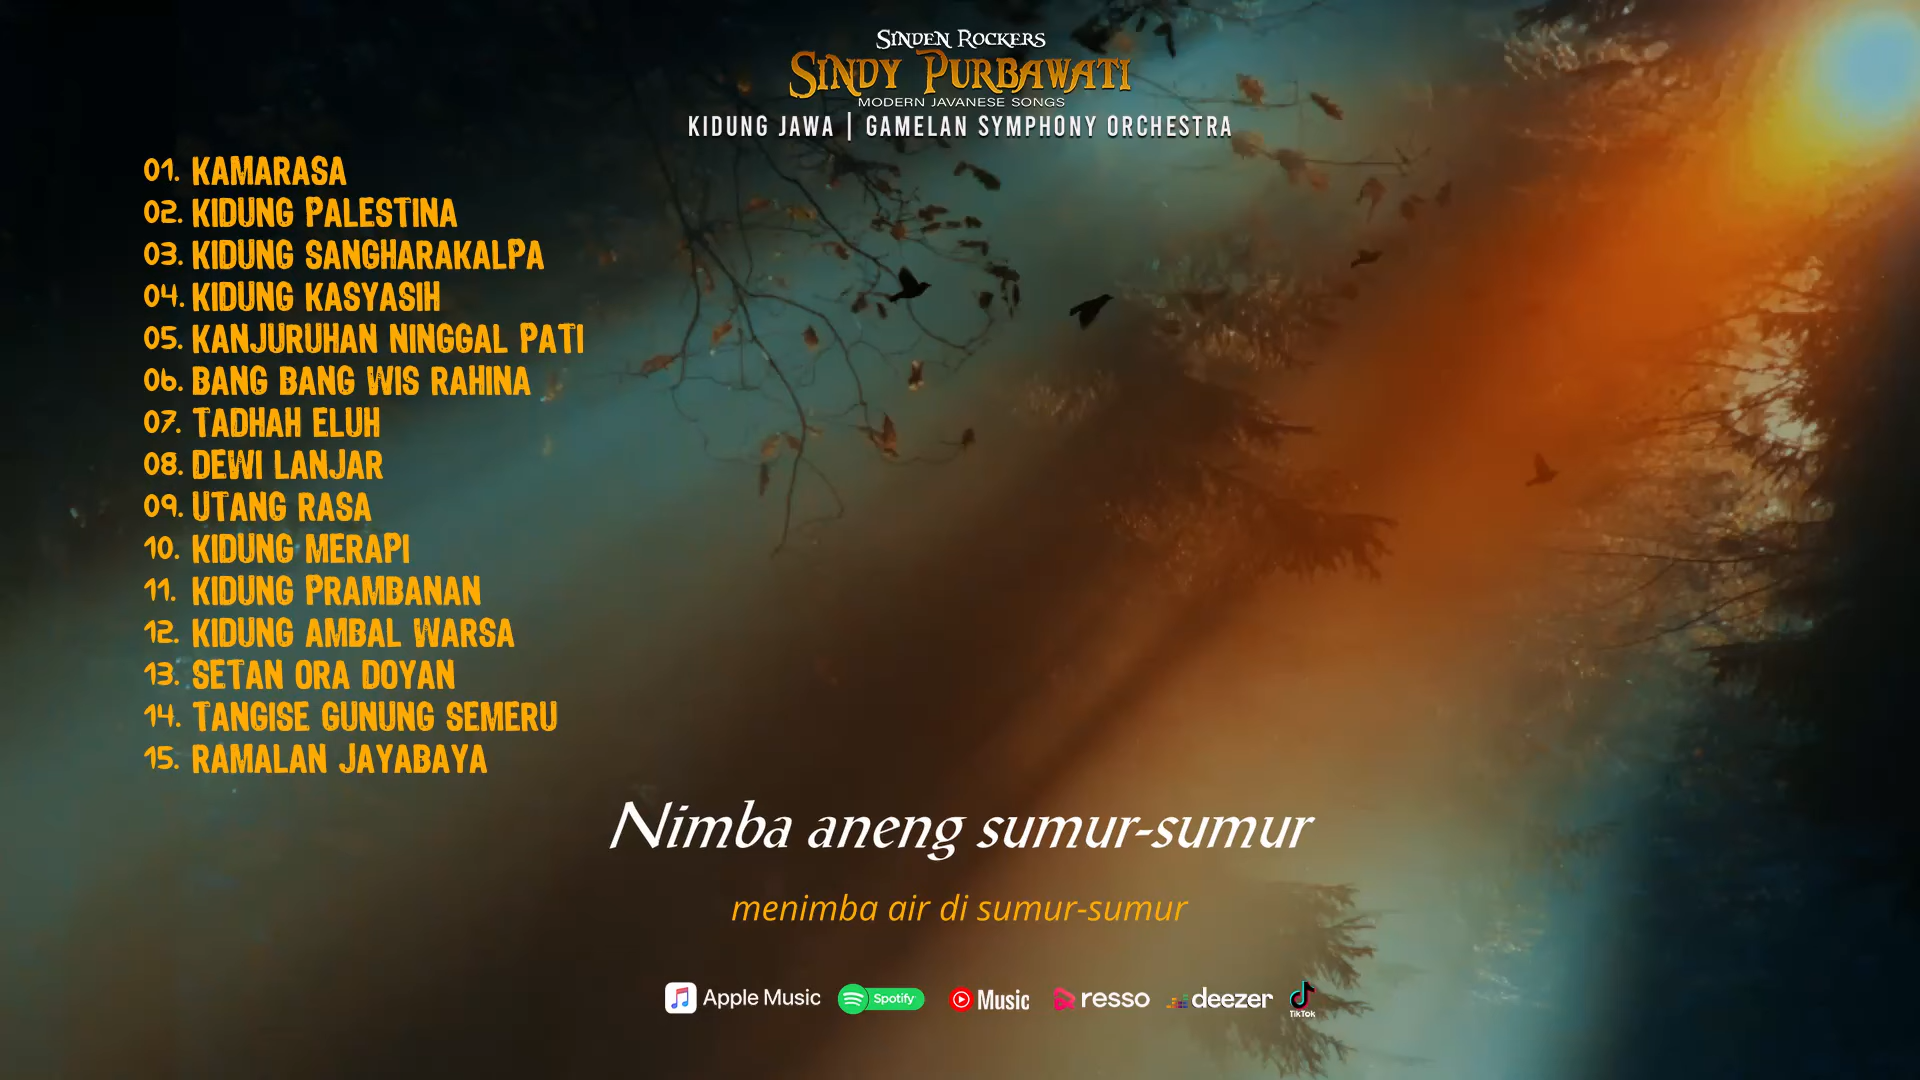 SINDEN ROCKERS
SINDY PURBAWATI
MODERN JAVANESE SONGS
KIDUNG JAWA | GAMELAN SYMPHONY ORCHESTRA
01. KAMARASA
02. KIDUNG PALESTINA
03. KIDUNG SANGHARAKALPA
04. KIDUNG KASYASIH
05. KANJURUHAN NINGGAL PATI
06. BANG BANG WIS RAHINA
07. TADHAH ELUH
08. DEWI LANJAR
09. UTANG RASA
10. KIDUNG MERAPI
11. KIDUNG PRAMBANAN
12. KIDUNG AMBAL WARSA
13. SETAN ORA DOYAN
14. TANGISE GUNUNG SEMERU
15. RAMALAN JAYABAYA
Nimba aneng sumur-sumur
menimba air di sumur-sumur
Apple Music Spotify Music resso deezer TikTok